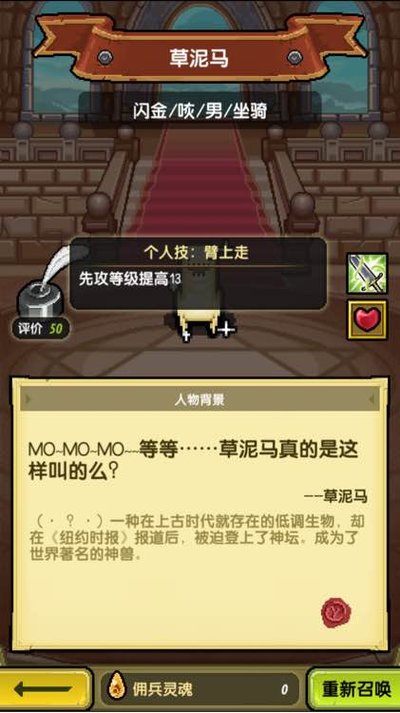 草泥马
闪金/咴/男/坐骑
个人技：臂上走
先攻等级提高13
评价 50
人物背景
MO~MO~MO~~等等……草泥马真的是这
样叫的么？
--草泥马
（·？·）一种在上古时代就存在的低调生物，却
在《纽约时报》报道后，被迫登上了神坛。成为了
世界著名的神兽。
佣兵灵魂 0
重新召唤